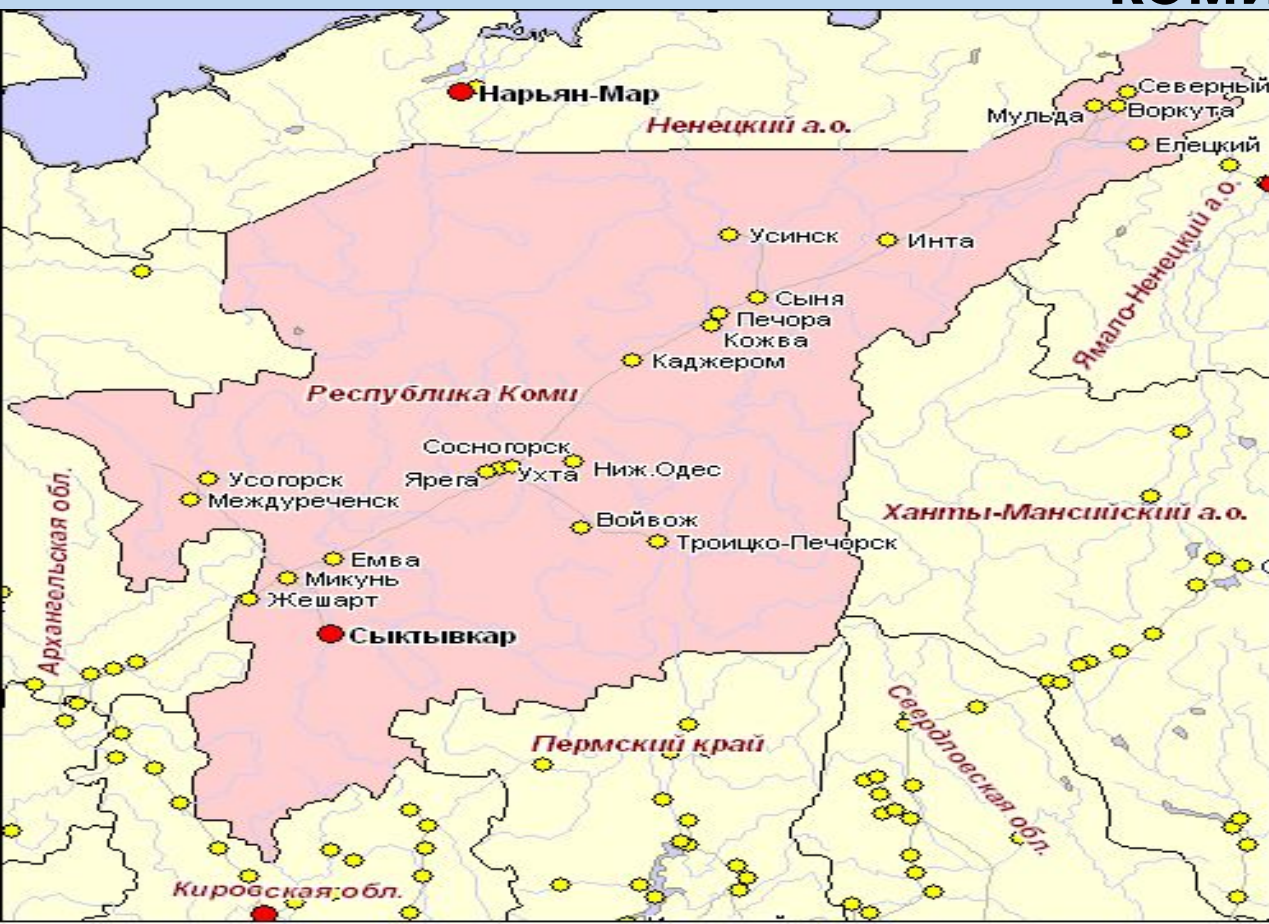 Нарьян-Мар
Ненецкий а.о.
Северный
Мульда
Воркута
Елецкий
Ямало-Ненецкий а.о.
Усинск
Инта
Сыня
Печора
Кожва
Каджером
Республика Коми
Сосногорск
Ярега
Ухта
Ниж.Одес
Усогорск
Междуреченск
Войвож
Троицко-Печорск
Ханты-Мансийский а.о.
Архангельская обл.
Емва
Микунь
Жешарт
Сыктывкар
Пермский край
Свердловская обл.
Кировская обл.